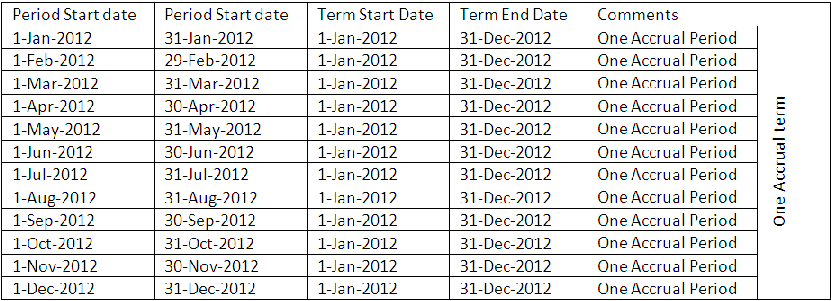 Period Start date Period Start date Term Start Date Term End Date Comments
1-Jan-2012 31-Jan-2012 1-Jan-2012 31-Dec-2012 One Accrual Period
1-Feb-2012 29-Feb-2012 1-Jan-2012 31-Dec-2012 One Accrual Period
1-Mar-2012 31-Mar-2012 1-Jan-2012 31-Dec-2012 One Accrual Period
1-Apr-2012 30-Apr-2012 1-Jan-2012 31-Dec-2012 One Accrual Period
1-May-2012 31-May-2012 1-Jan-2012 31-Dec-2012 One Accrual Period
1-Jun-2012 30-Jun-2012 1-Jan-2012 31-Dec-2012 One Accrual Period
1-Jul-2012 31-Jul-2012 1-Jan-2012 31-Dec-2012 One Accrual Period
1-Aug-2012 31-Aug-2012 1-Jan-2012 31-Dec-2012 One Accrual Period
1-Sep-2012 30-Sep-2012 1-Jan-2012 31-Dec-2012 One Accrual Period
1-Oct-2012 31-Oct-2012 1-Jan-2012 31-Dec-2012 One Accrual Period
1-Nov-2012 30-Nov-2012 1-Jan-2012 31-Dec-2012 One Accrual Period
1-Dec-2012 31-Dec-2012 1-Jan-2012 31-Dec-2012 One Accrual Period
One Accrual term